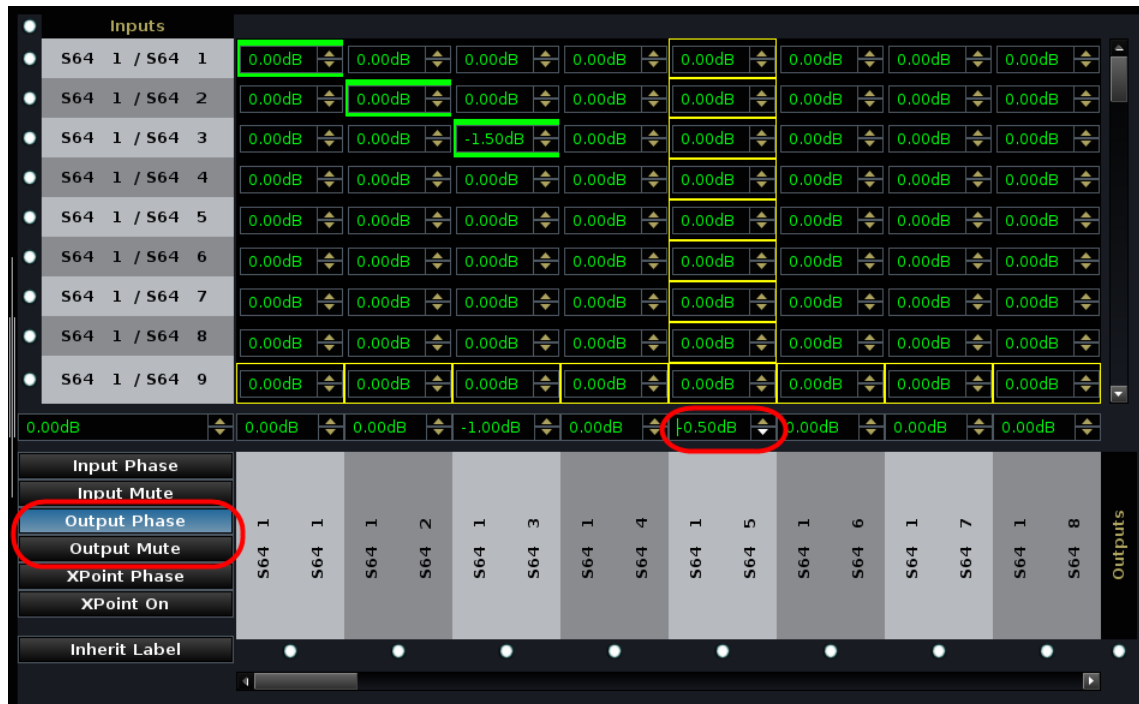 Inputs
S64 1 / S64 1 0.00dB 0.00dB 0.00dB 0.00dB 0.00dB 0.00dB 0.00dB 0.00dB
S64 1 / S64 2 0.00dB 0.00dB 0.00dB 0.00dB 0.00dB 0.00dB 0.00dB 0.00dB
S64 1 / S64 3 0.00dB 0.00dB -1.50dB 0.00dB 0.00dB 0.00dB 0.00dB 0.00dB
S64 1 / S64 4 0.00dB 0.00dB 0.00dB 0.00dB 0.00dB 0.00dB 0.00dB 0.00dB
S64 1 / S64 5 0.00dB 0.00dB 0.00dB 0.00dB 0.00dB 0.00dB 0.00dB 0.00dB
S64 1 / S64 6 0.00dB 0.00dB 0.00dB 0.00dB 0.00dB 0.00dB 0.00dB 0.00dB
S64 1 / S64 7 0.00dB 0.00dB 0.00dB 0.00dB 0.00dB 0.00dB 0.00dB 0.00dB
S64 1 / S64 8 0.00dB 0.00dB 0.00dB 0.00dB 0.00dB 0.00dB 0.00dB 0.00dB
S64 1 / S64 9 0.00dB 0.00dB 0.00dB 0.00dB 0.00dB 0.00dB 0.00dB 0.00dB
0.00dB 0.00dB 0.00dB -1.00dB 0.00dB -0.50dB 0.00dB 0.00dB 0.00dB
Input Phase
Input Mute
Output Phase
Output Mute
XPoint Phase
XPoint On
Inherit Label
S64 1
S64 1
S64 1
S64 2
S64 1
S64 3
S64 1
S64 4
S64 1
S64 5
S64 1
S64 6
S64 1
S64 7
S64 1
S64 8
Outputs